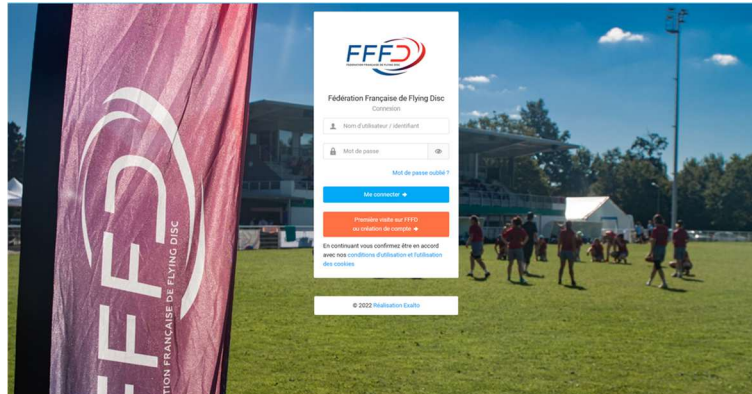 FFFD
FÉDÉRATION FRANÇAISE DE FLYING DISC
Fédération Française de Flying Disc
Connexion
Nom d'utilisateur / identifiant
Mot de passe
Mot de passe oublié ?
Me connecter →
Première visite sur FFFD
ou création de compte →
En continuant vous confirmez être en accord
avec nos conditions d'utilisation et l'utilisation
des cookies.
© 2022 Réalisation Exalto
FFFD
TION FRANÇAISE DE FLYING DISC